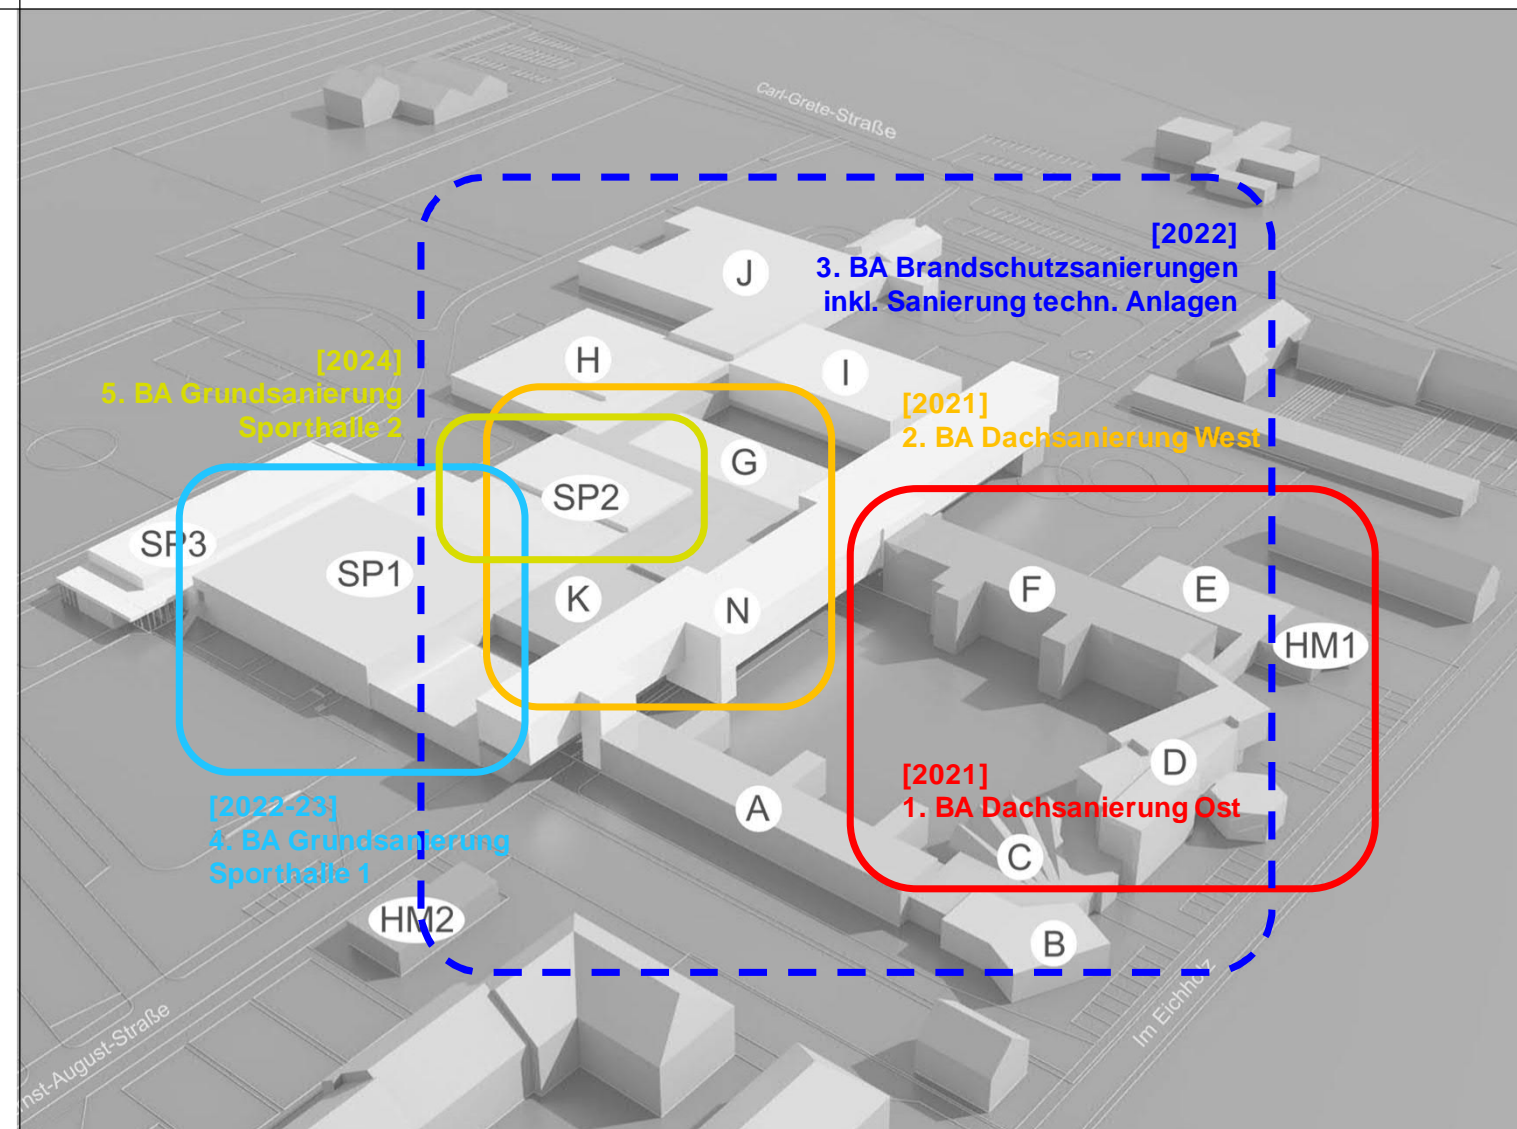 Carl-Grete-Straße
[2022]
3. BA Brandschutzsanierungen
inkl. Sanierung techn. Anlagen
J
H
I
[2024]
5. BA Grundsanierung
Sporthalle 2
[2021]
2. BA Dachsanierung West
G
SP2
SP3
SP1
K
N
F
E
HM1
D
[2021]
1. BA Dachsanierung Ost
A
C
[2022-23]
4. BA Grundsanierung
Sporthalle 1
HM2
B
Im Eichholz
nst-August-Straße